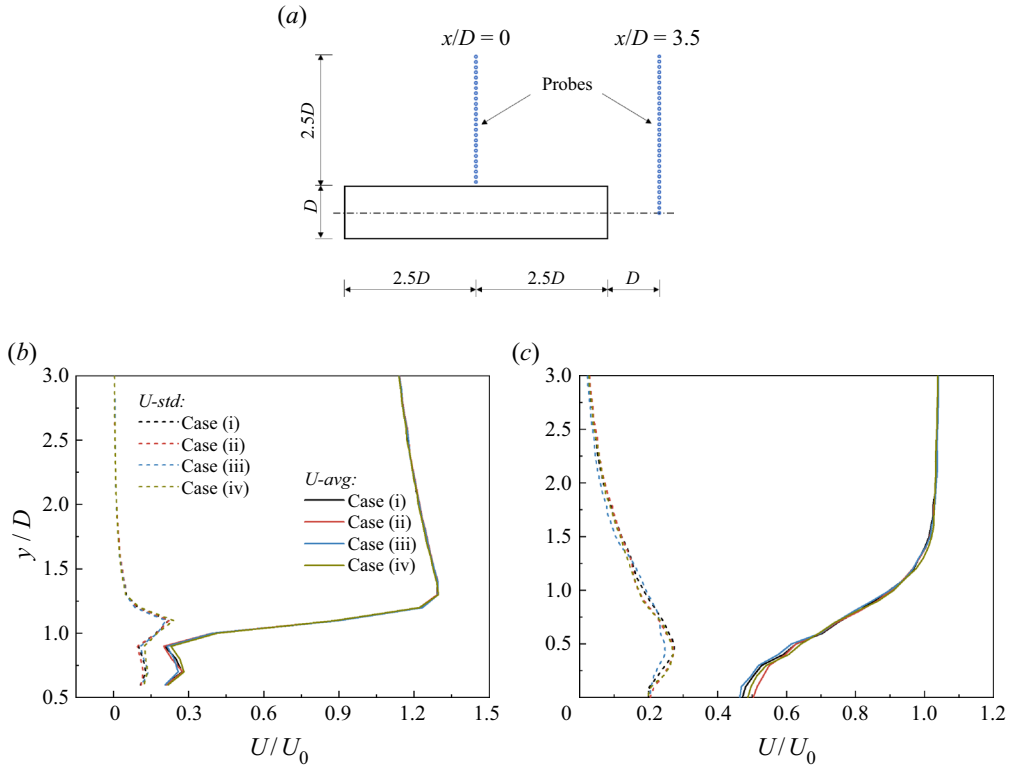 (a)
x/D = 0
x/D = 3.5
Probes
2.5D
D
2.5D
2.5D
D
(b)
(c)
3.0
2.5
2.0
1.5
1.0
0.5
y / D
U-std:
Case (i)
Case (ii)
Case (iii)
Case (iv)
U-avg:
Case (i)
Case (ii)
Case (iii)
Case (iv)
0
0.3
0.6
0.9
1.2
1.5
U / U0
3.0
2.5
2.0
1.5
1.0
0.5
0
0.2
0.4
0.6
0.8
1.0
1.2
U / U0